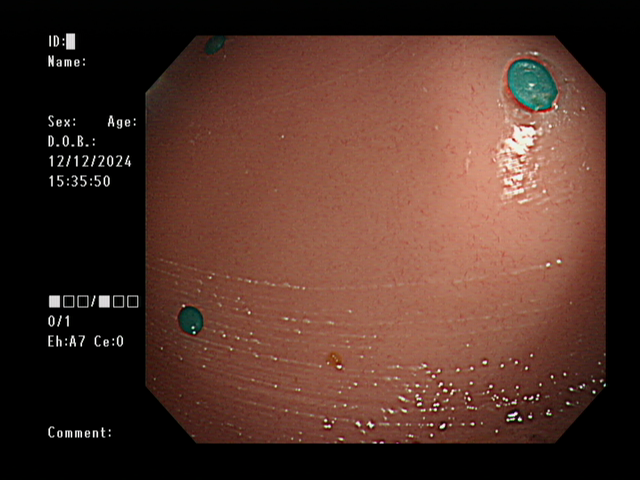 ID:
Name:
Sex: Age:
D.O.B.:
12/12/2024
15:35:50
■□□/■□□
0/1
Eh:A7 Ce:0
Comment: